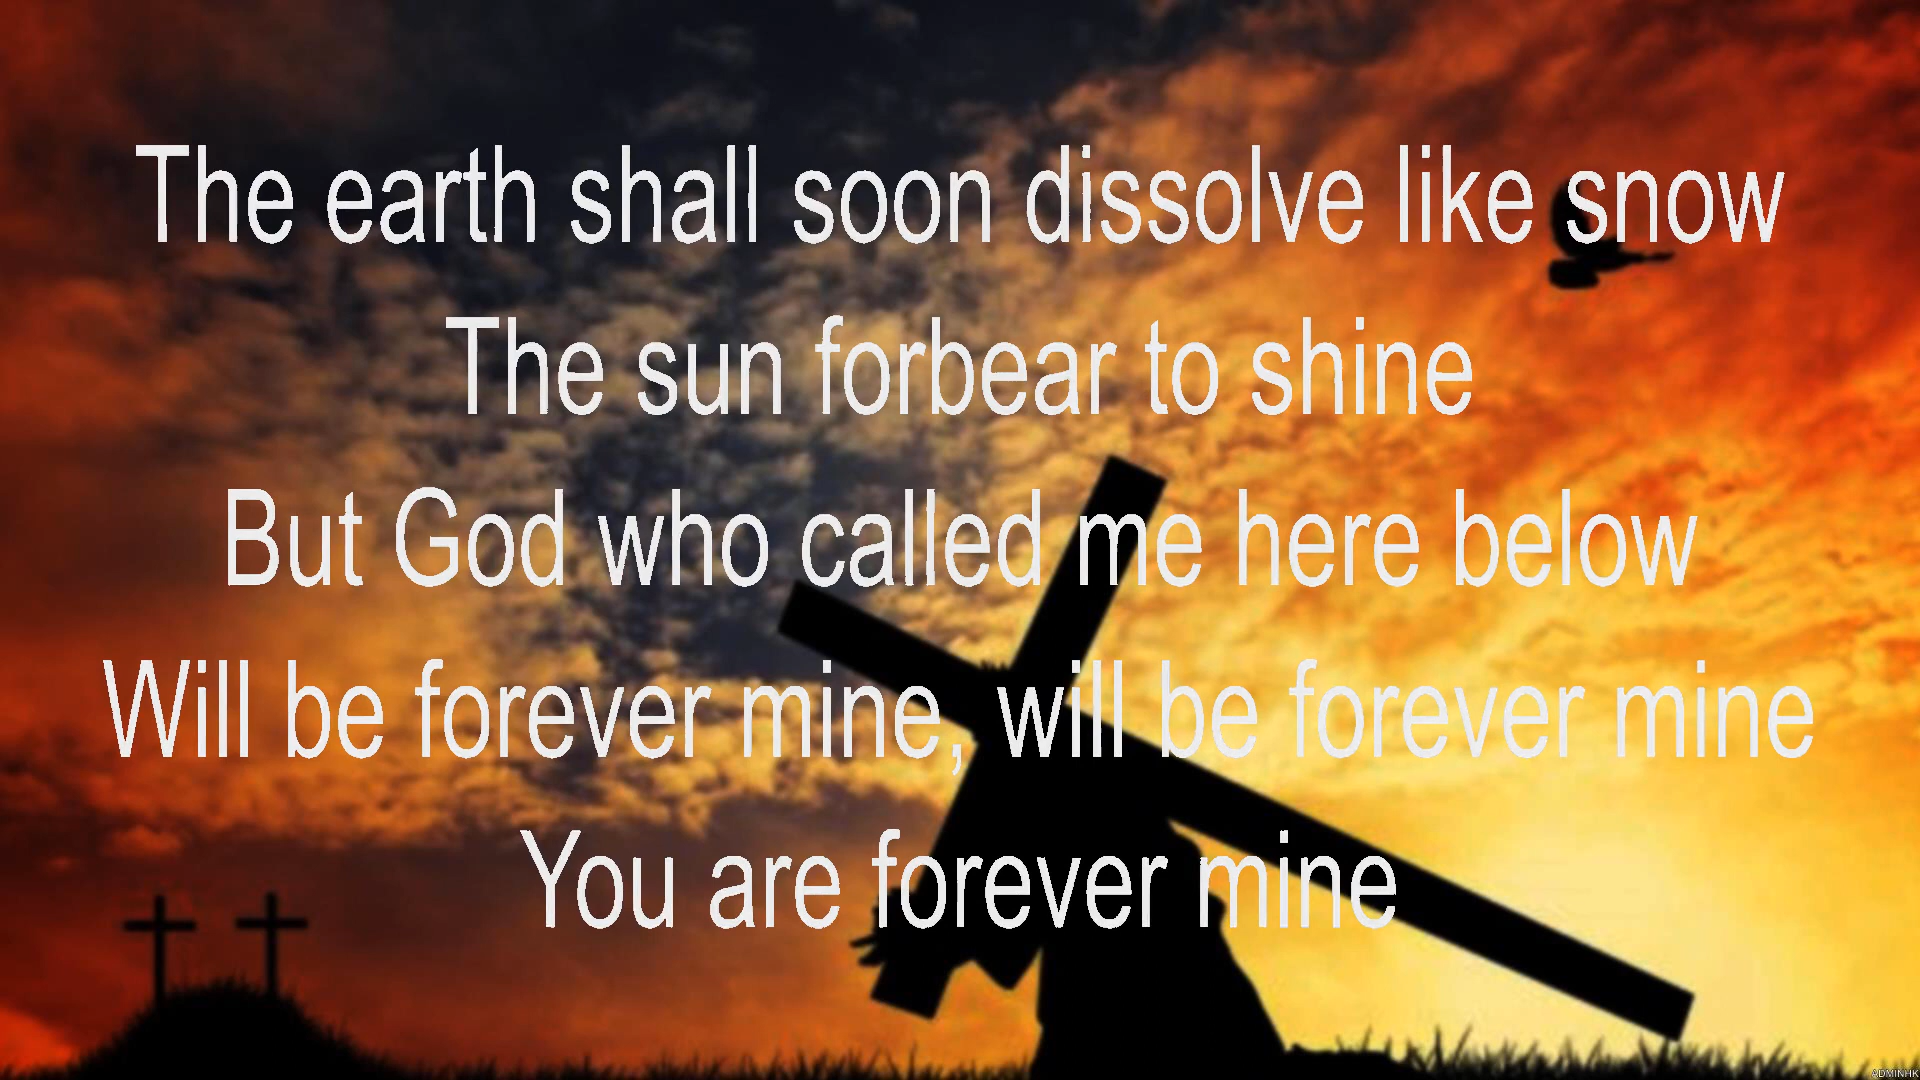 The earth shall soon dissolve like snow
The sun forbear to shine
But God who called me here below
Will be forever mine, will be forever mine
You are forever mine
ADMINHK